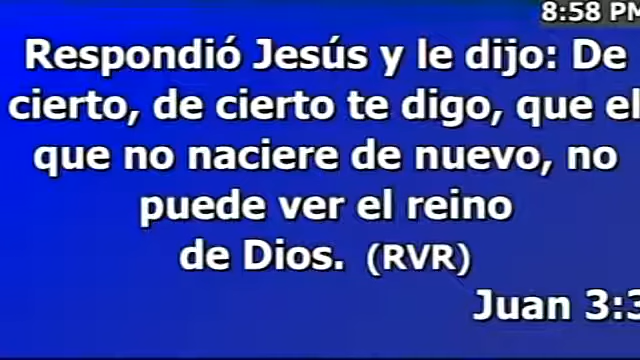 8:58 PM
Respondió Jesús y le dijo: De
cierto, de cierto te digo, que el
que no naciere de nuevo, no
puede ver el reino
de Dios. (RVR)
Juan 3:3